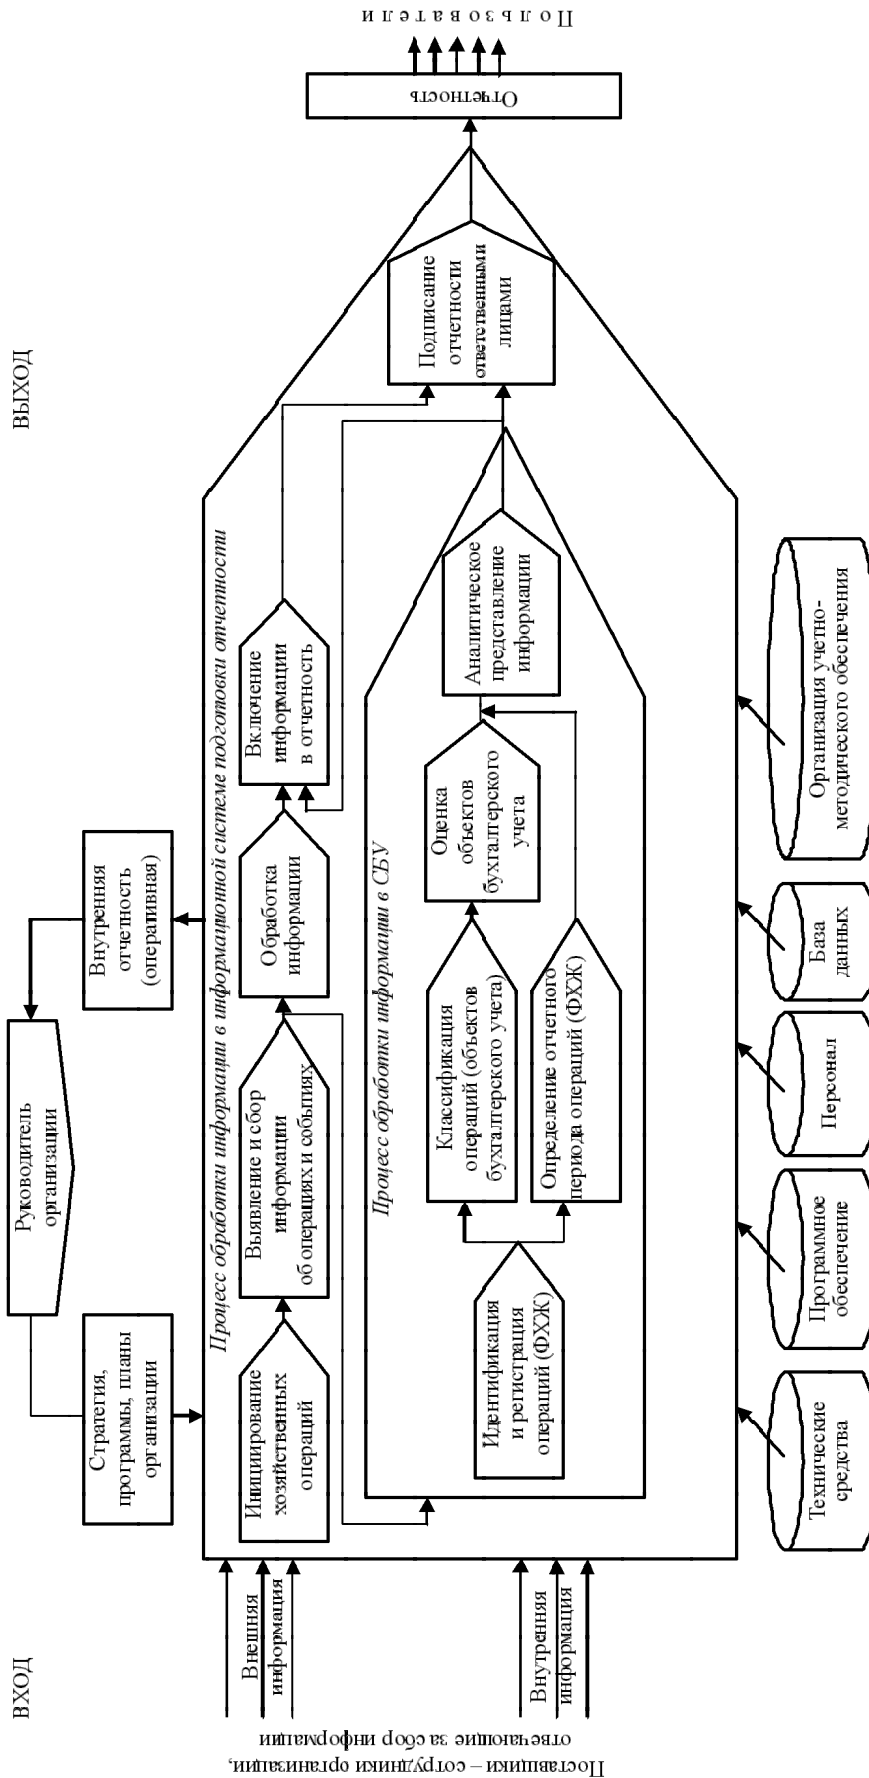 ВХОД
ВЫХОД
Поставщики – сотрудники организации,
отвечающие за сбор информации
Внешняя
информация
Внутренняя
информация
Стратегия,
программы, планы
организации
Руководитель
организации
Внутренняя
отчетность
(оперативная)
Процесс обработки информации в информационной системе подготовки отчетности
Инициирование
хозяйственных
операций
Выявление и сбор
информации
об операциях и событиях
Обработка
информации
Включение
информации
в отчетность
Процесс обработки информации в СБУ
Идентификация
и регистрация
операций (ФХЖ)
Классификация
операций (объектов
бухгалтерского учета)
Определение отчетного
периода операций (ФХЖ)
Оценка
объектов
бухгалтерского
учета
Аналитическое
представление
информации
Подписание
отчетности
ответственными
лицами
Отчетность
Пользователи
Технические
средства
Программное
обеспечение
Персонал
База
данных
Организация учетно-
методического обеспечения